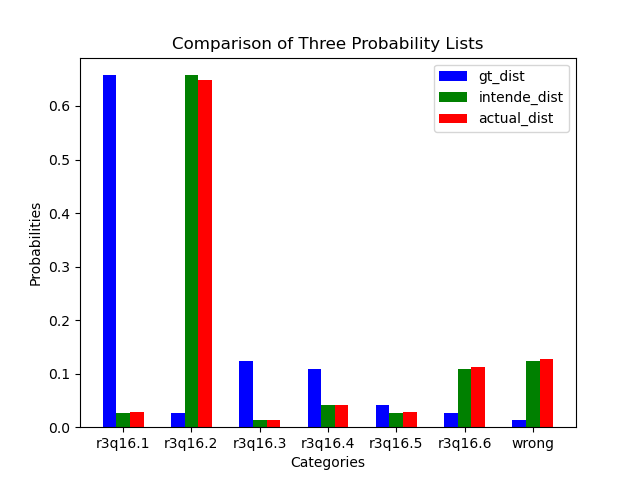 Comparison of Three Probability Lists
gt_dist
intende_dist
actual_dist
Probabilities
0.6
0.5
0.4
0.3
0.2
0.1
0.0
r3q16.1 r3q16.2 r3q16.3 r3q16.4 r3q16.5 r3q16.6 wrong
Categories